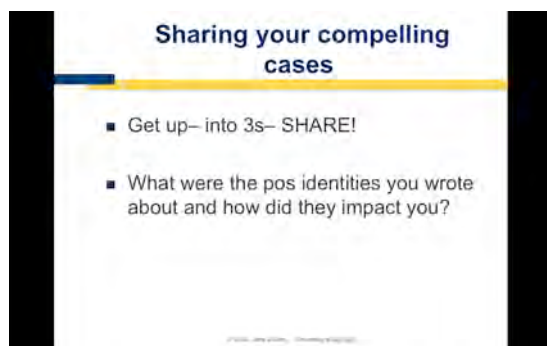 Sharing your compelling
cases
▪ Get up– into 3s– SHARE!
▪ What were the pos identities you wrote
about and how did they impact you?